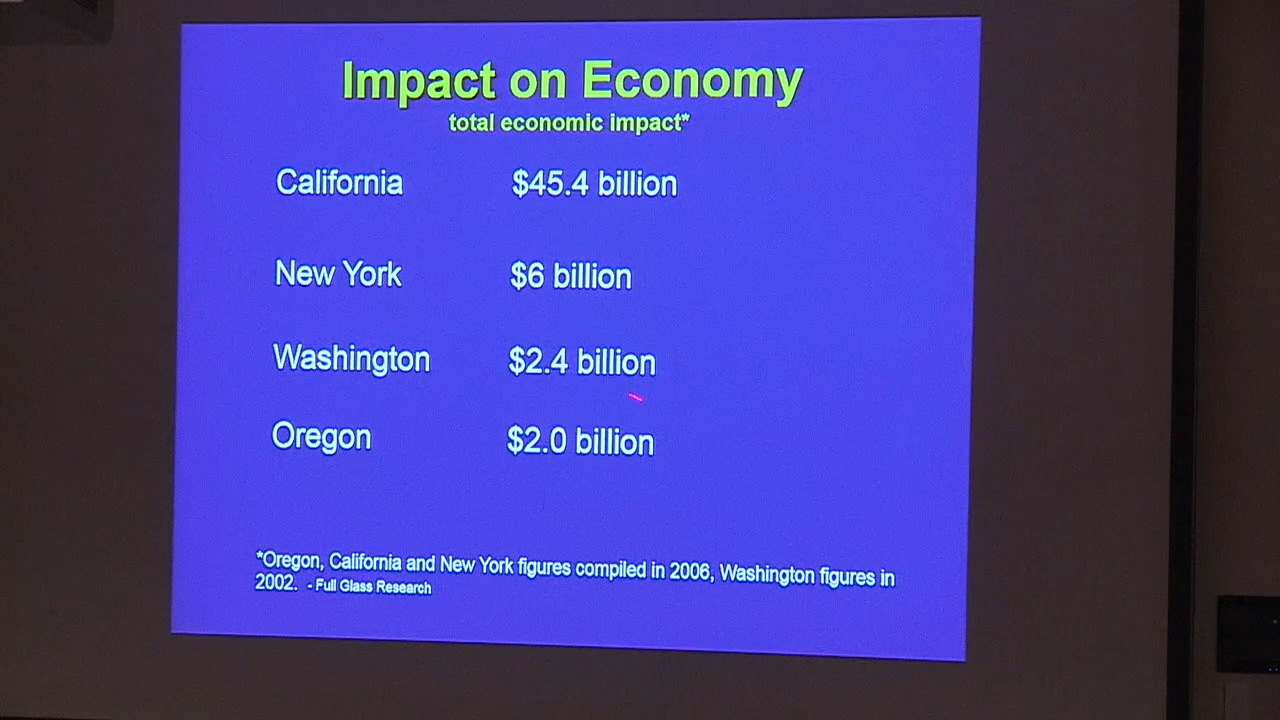 Impact on Economy
total economic impact*
California $45.4 billion
New York $6 billion
Washington $2.4 billion
Oregon $2.0 billion
*Oregon, California and New York figures compiled in 2006, Washington figures in
2002. - Full Glass Research